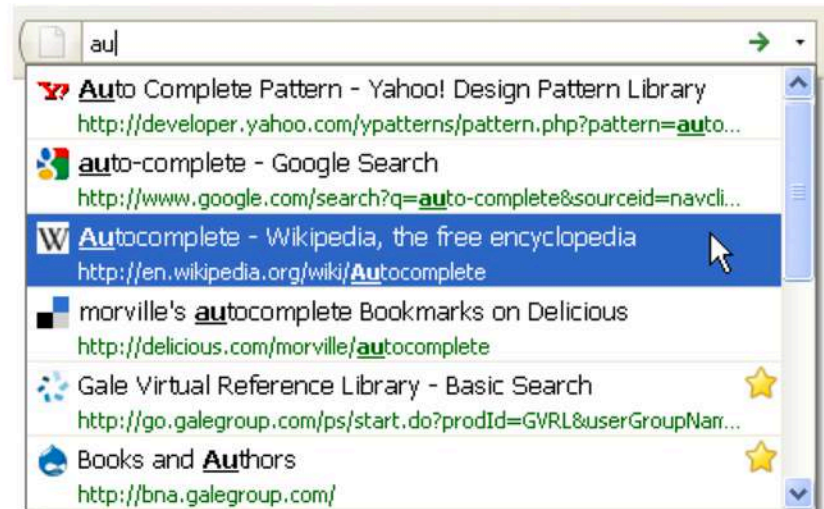 au
Auto Complete Pattern - Yahoo! Design Pattern Library
http://developer.yahoo.com/ypatterns/pattern.php?pattern=auto...
auto-complete - Google Search
http://www.google.com/search?q=auto-complete&sourceid=navcli...
Autocomplete - Wikipedia, the free encyclopedia
http://en.wikipedia.org/wiki/Autocomplete
morville's autocomplete Bookmarks on Delicious
http://delicious.com/morville/autocomplete
Gale Virtual Reference Library - Basic Search
http://go.galegroup.com/ps/start.do?prodId=GVRL&userGroupNam...
Books and Authors
http://bna.galegroup.com/